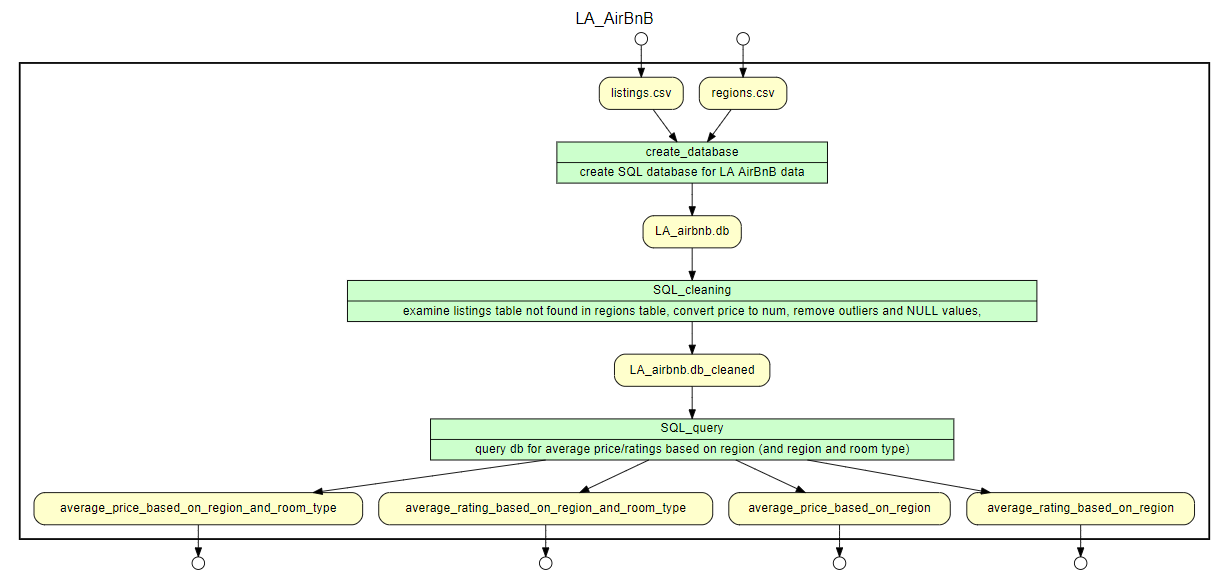 LA_AirBnB
listings.csv
regions.csv
create_database
create SQL database for LA AirBnB data
LA_airbnb.db
SQL_cleaning
examine listings table not found in regions table, convert price to num, remove outliers and NULL values,
LA_airbnb.db_cleaned
SQL_query
query db for average price/ratings based on region (and region and room type)
average_price_based_on_region_and_room_type
average_rating_based_on_region_and_room_type
average_price_based_on_region
average_rating_based_on_region